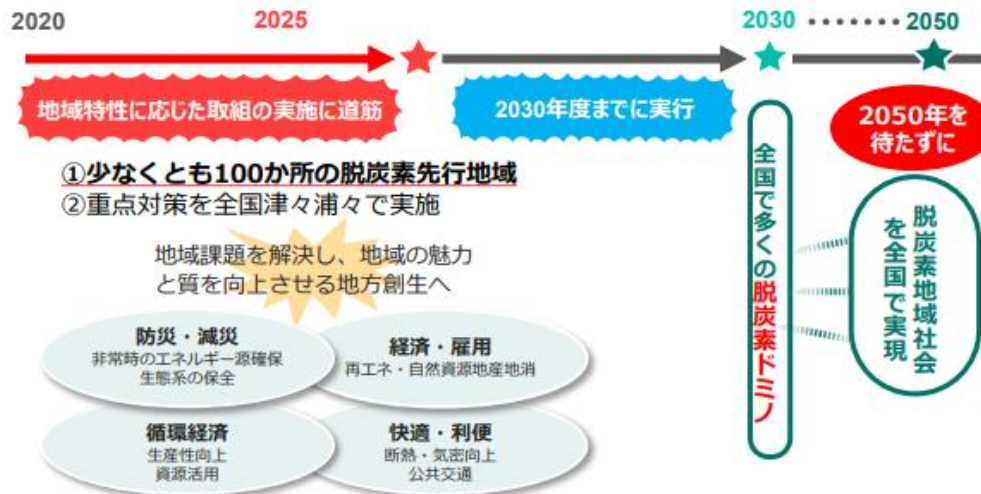 2020
2025
2030
2050
地域特性に応じた取組の実施に道筋
2030年度までに実行
2050年を
待たずに
①少なくとも100か所の脱炭素先行地域
②重点対策を全国津々浦々で実施
地域課題を解決し、地域の魅力
と質を向上させる地方創生へ
防災・減災
非常時のエネルギー源確保
生態系の保全
経済・雇用
再エネ・自然資源地産地消
循環経済
生産性向上
資源活用
快適・利便
断熱・気密向上
公共交通
全国で多くの脱炭素ドミノ
脱炭素地域社会
を全国で実現